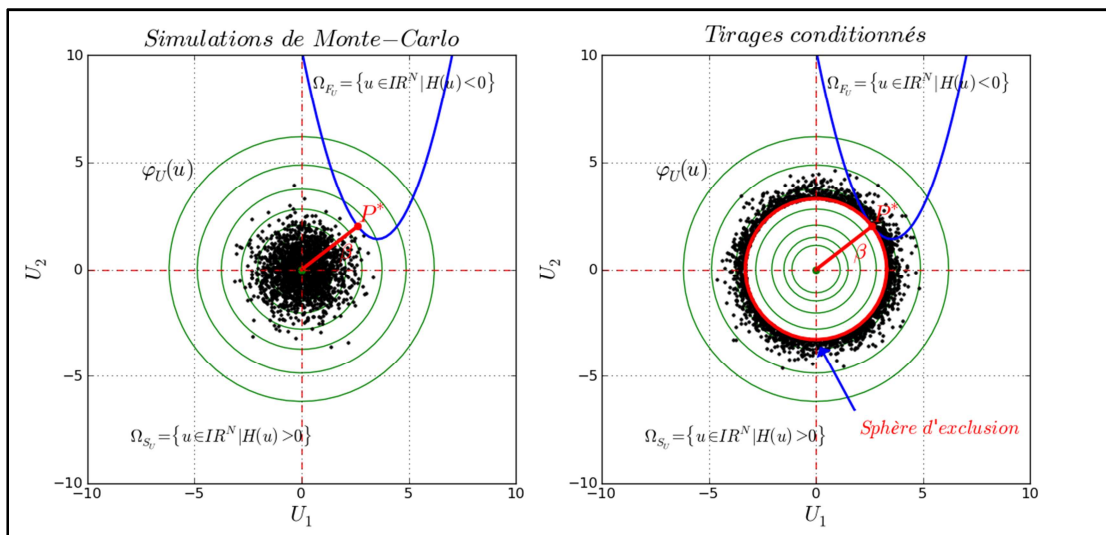 Simulations de Monte−Carlo
10
Ω_{F_U}={u∈IR^N|H(u)<0}
5
φ_U(u)
P*
β
U_2
0
−5
Ω_{S_U}={u∈IR^N|H(u)>0}
−10
−10 −5 0 5 10
U_1
Tirages conditionnés
10
Ω_{F_U}={u∈IR^N|H(u)<0}
5
φ_U(u)
P*
β
U_2
0
−5
Ω_{S_U}={u∈IR^N|H(u)>0}
Sphère d'exclusion
−10
−10 −5 0 5 10
U_1